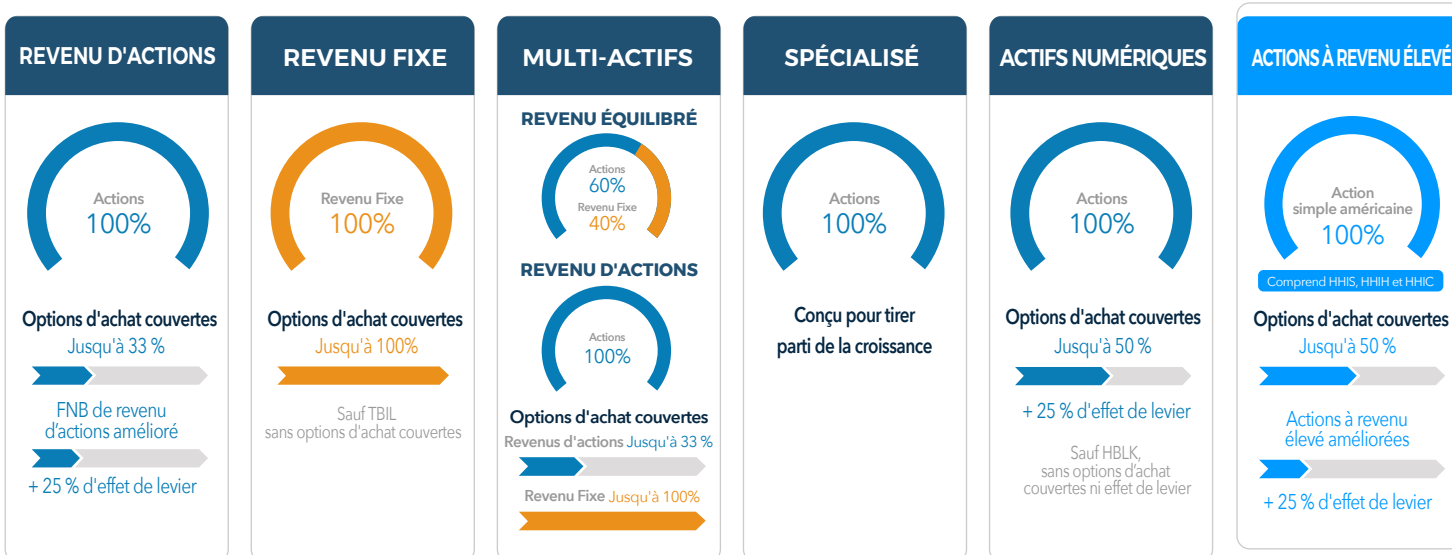 REVENU D'ACTIONS
Actions
100%
Options d'achat couvertes
Jusqu'à 33 %
FNB de revenu
d’actions amélioré
+ 25 % d'effet de levier
REVENU FIXE
Revenu Fixe
100%
Options d'achat couvertes
Jusqu'à 100%
Sauf TBIL
sans options d'achat couvertes
MULTI-ACTIFS
REVENU ÉQUILIBRÉ
Actions
60%
Revenu Fixe
40%
REVENU D'ACTIONS
Actions
100%
Options d'achat couvertes
Revenus d'actions Jusqu'à 33 %
Revenu Fixe Jusqu'à 100%
SPÉCIALISÉ
Actions
100%
Conçu pour tirer
parti de la croissance
ACTIFS NUMÉRIQUES
Actions
100%
Options d'achat couvertes
Jusqu'à 50 %
+ 25 % d'effet de levier
Sauf HBLK,
sans options d’achat
couvertes ni effet de levier
ACTIONS À REVENU ÉLEVÉ
Action
simple américaine
100%
Comprend HHIS, HHIH et HHIC
Options d'achat couvertes
Jusqu'à 50 %
Actions à revenu
élevé améliorées
+ 25 % d'effet de levier